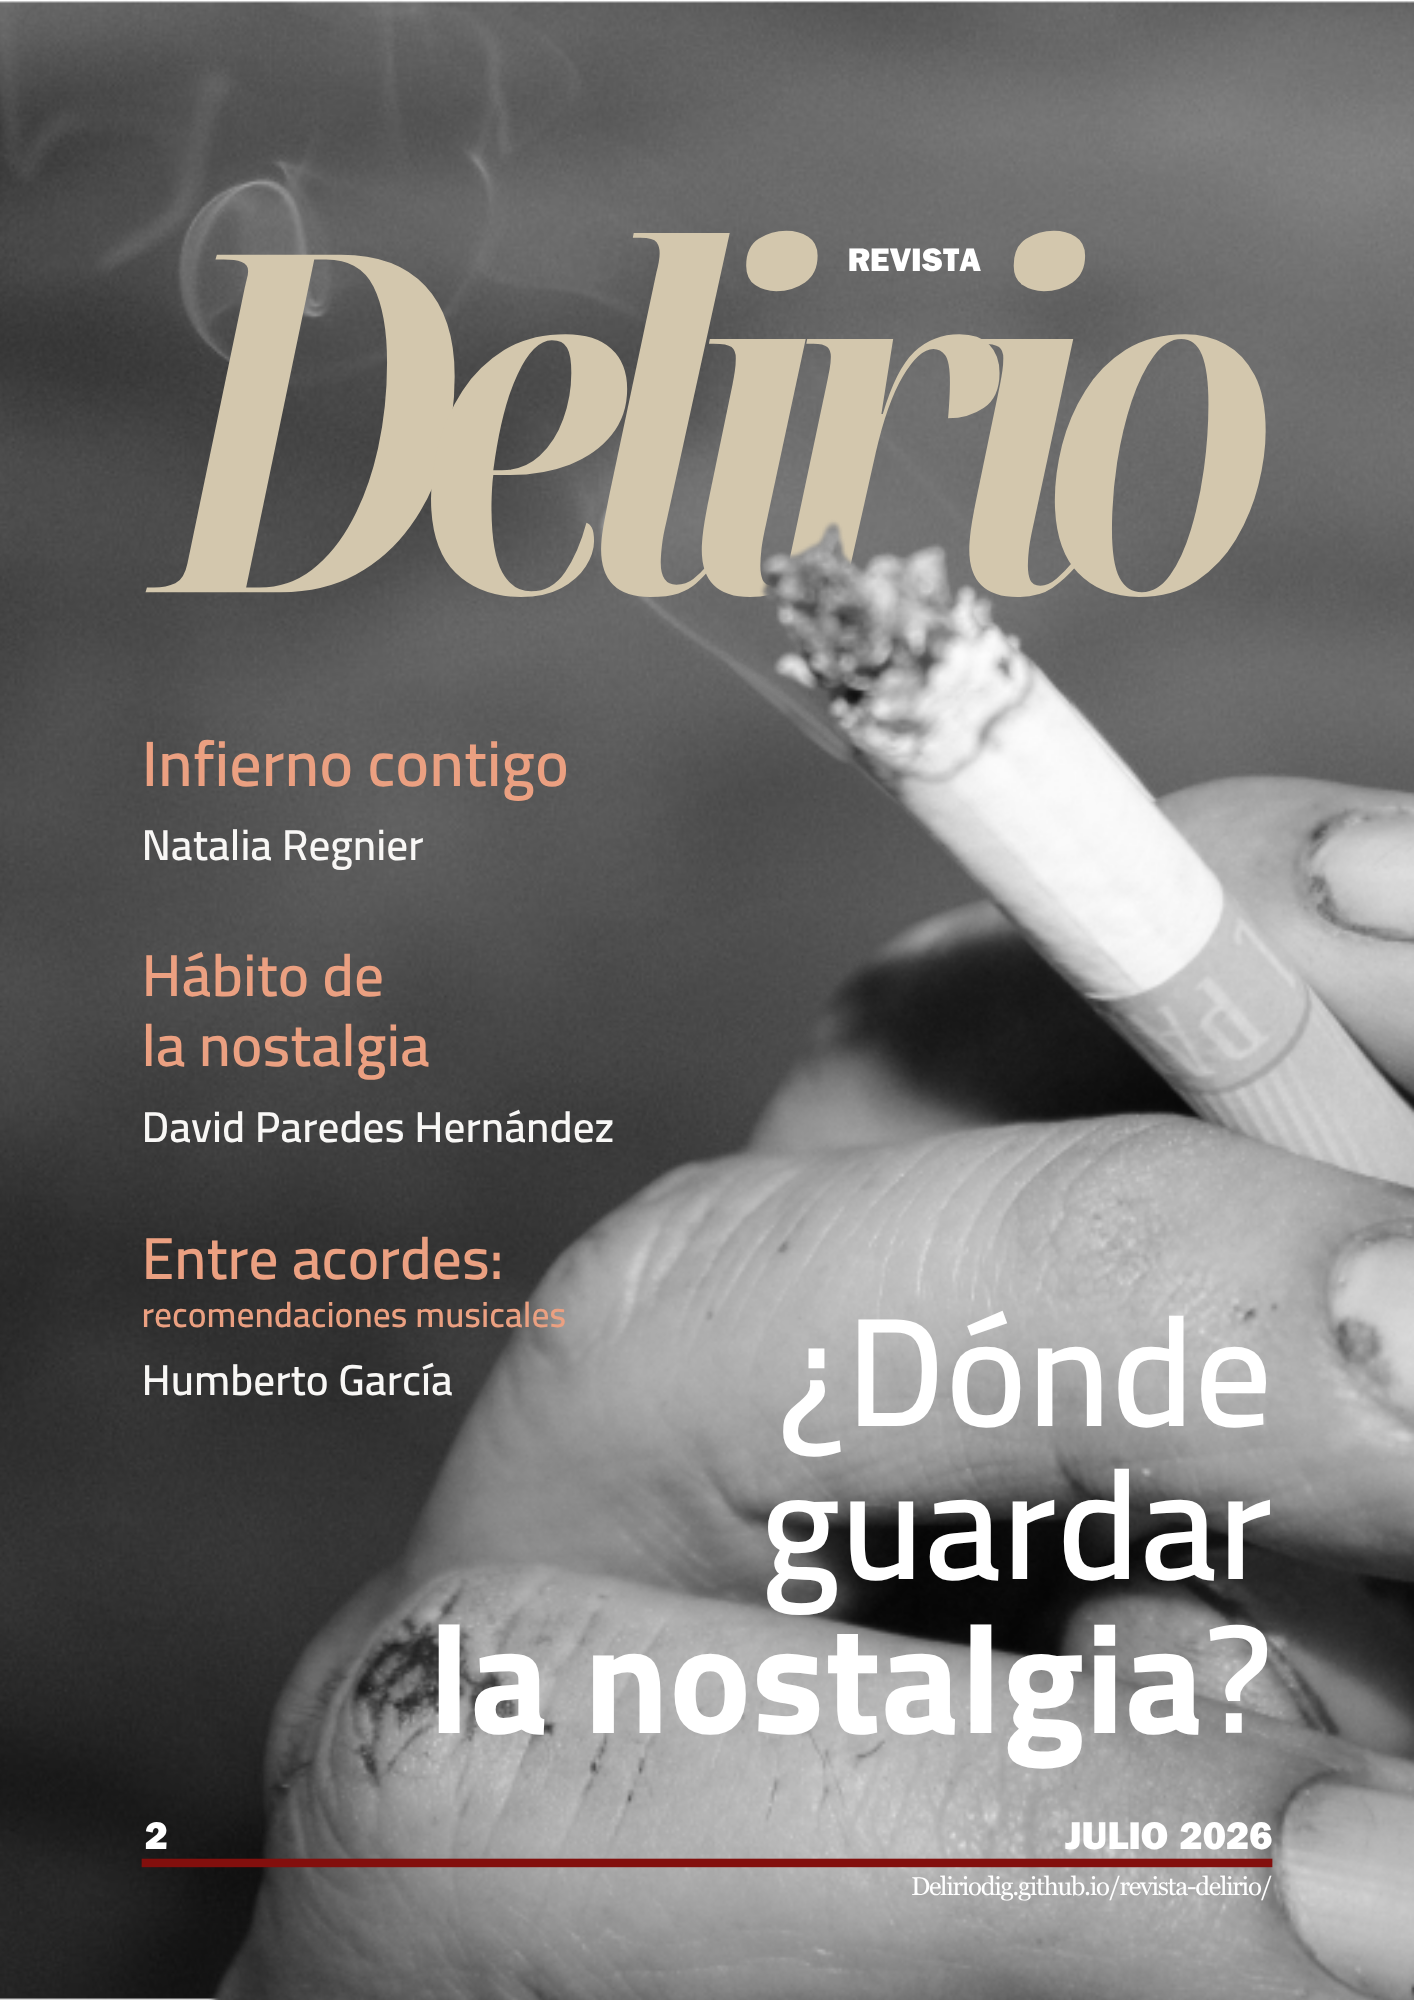 REVISTA
Delirio
Infierno contigo
Natalia Regnier
Hábito de
la nostalgia
David Paredes Hernández
Entre acordes:
recomendaciones musicales
Humberto García
¿Dónde
guardar
la nostalgia?
2
JULIO 2026
Deliriodig.github.io/revista-delirio/